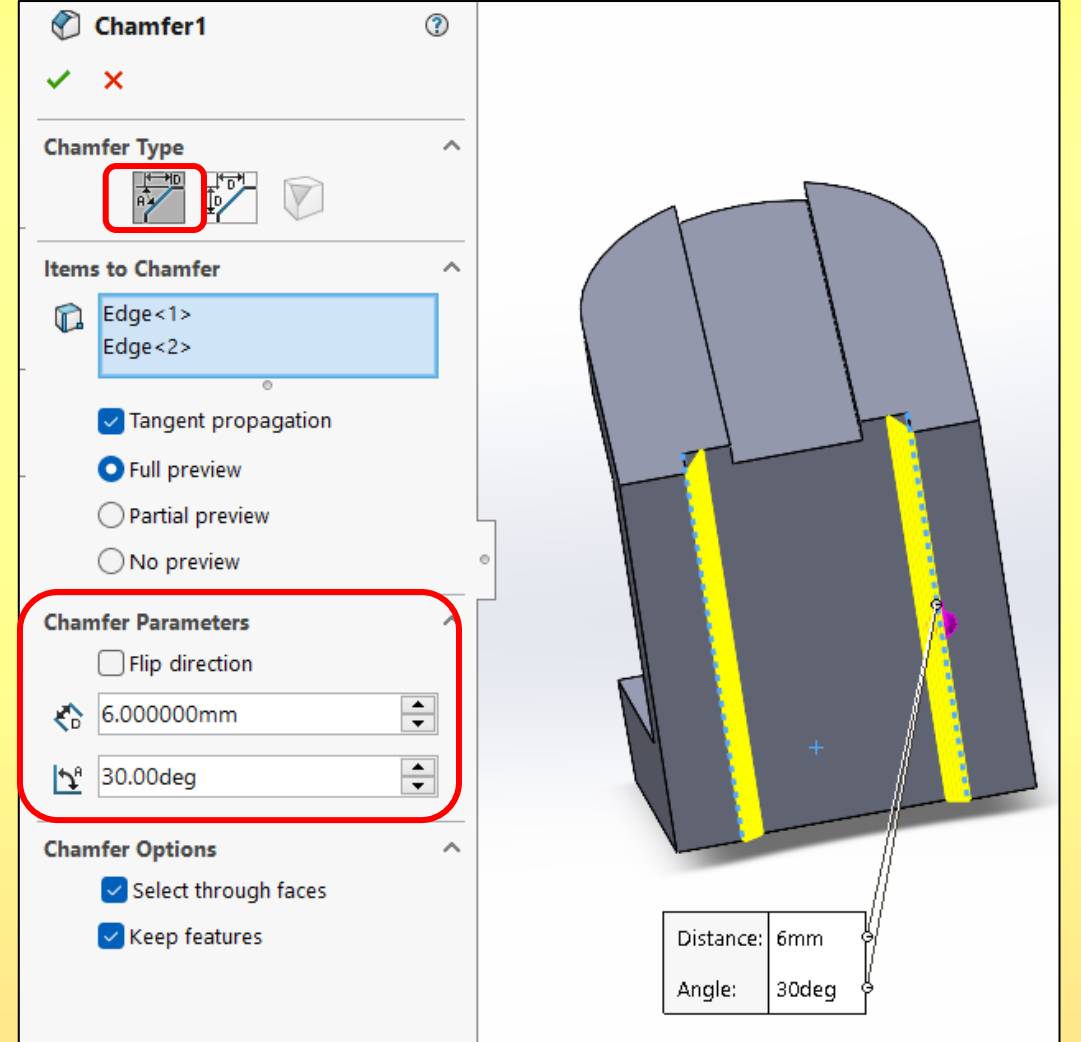 Chamfer1
Chamfer Type
D
A
D
D
Items to Chamfer
Edge<1>
Edge<2>
Tangent propagation
Full preview
Partial preview
No preview
Chamfer Parameters
Flip direction
D
6.000000mm
A
30.00deg
Chamfer Options
Select through faces
Keep features
Distance: 6mm
Angle: 30deg